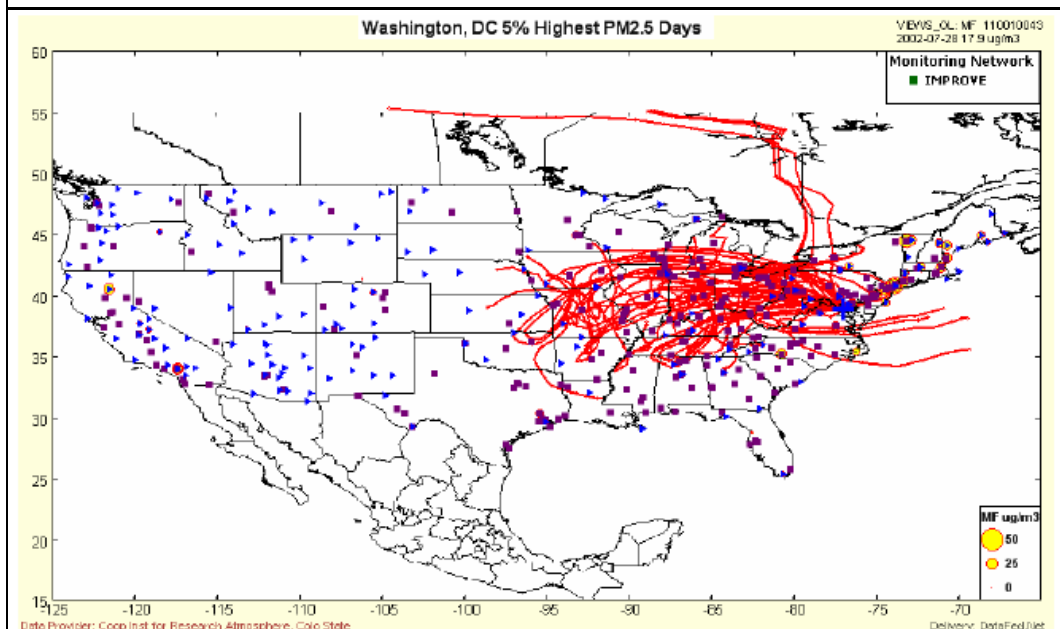 Washington, DC 5% Highest PM2.5 Days
VIEWS_OL: MF 110010043
2002-07-28 17.9 ug/m3
Monitoring Network
IMPROVE
60
55
50
45
40
35
30
25
20
15
MF ug/m3
50
25
0
-125 -120 -115 -110 -105 -100 -95 -90 -85 -80 -75 -70
Data Provider: Coop Inst for Research Atmosphere, Colo State
Delivery: DataFed.Net